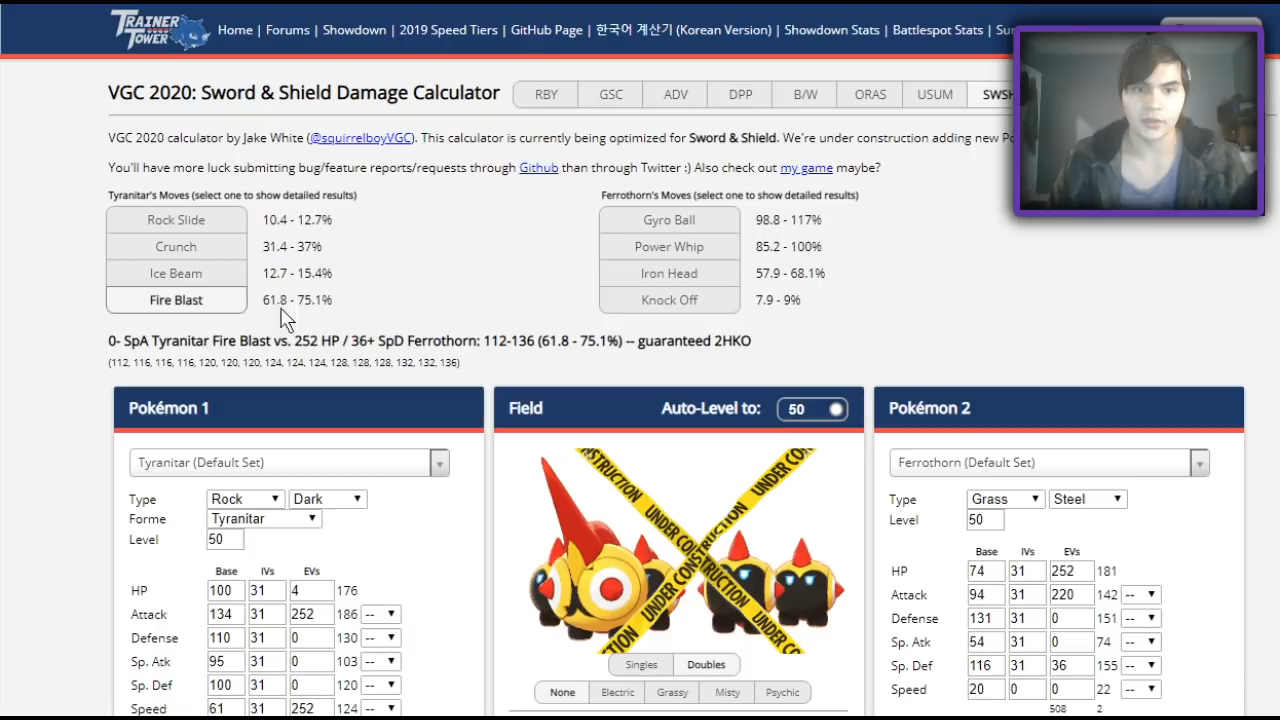 TRAINER TOWER
Home | Forums | Showdown | 2019 Speed Tiers | GitHub Page | 한국어 계산기 (Korean Version) | Showdown Stats | Battlespot Stats |
VGC 2020: Sword & Shield Damage Calculator
RBY GSC ADV DPP B/W ORAS USUM SWSH
VGC 2020 calculator by Jake White (@squirrelboyVGC). This calculator is currently being optimized for Sword & Shield. We're under construction adding new
You'll have more luck submitting bug/feature reports/requests through Github than through Twitter :) Also check out my game maybe?
Tyranitar's Moves (select one to show detailed results)
Rock Slide 10.4 - 12.7%
Crunch 31.4 - 37%
Ice Beam 12.7 - 15.4%
Fire Blast 61.8 - 75.1%
Ferrothorn's Moves (select one to show detailed results)
Gyro Ball 98.8 - 117%
Power Whip 85.2 - 100%
Iron Head 57.9 - 68.1%
Knock Off 7.9 - 9%
0- SpA Tyranitar Fire Blast vs. 252 HP / 36+ SpD Ferrothorn: 112-136 (61.8 - 75.1%) -- guaranteed 2HKO
(112, 116, 116, 116, 120, 120, 120, 124, 124, 124, 128, 128, 128, 132, 132, 136)
Pokémon 1
Tyranitar (Default Set)
Type Rock Dark
Forme Tyranitar
Level 50
Base IVs EVs
HP 100 31 4 176
Attack 134 31 252 186 --
Defense 110 31 0 130 --
Sp. Atk 95 31 0 103 --
Sp. Def 100 31 0 120 --
Speed 61 31 252 124 --
Field Auto-Level to: 50
UNDER CONSTRUCTION
UNDER CONSTRUCTION
Singles Doubles
None Electric Grassy Misty Psychic
Pokémon 2
Ferrothorn (Default Set)
Type Grass Steel
Level 50
Base IVs EVs
HP 74 31 252 181
Attack 94 31 220 142 --
Defense 131 31 0 151 --
Sp. Atk 54 31 0 74 --
Sp. Def 116 31 36 155 --
Speed 20 0 0 22 --
508 2